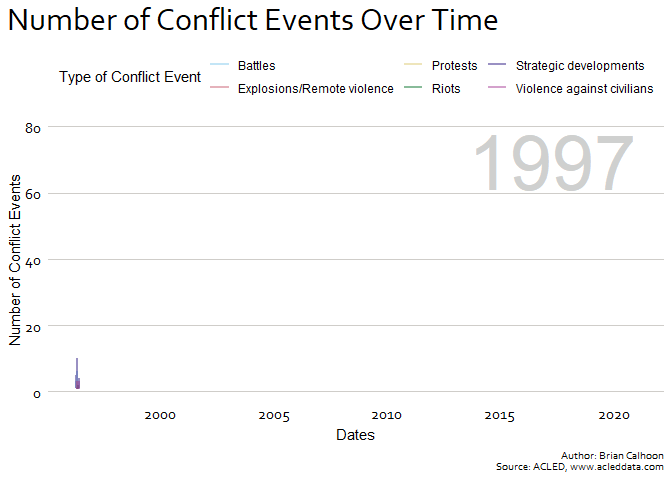 Number of Conflict Events Over Time
Type of Conflict Event
Battles
Protests
Strategic developments
Explosions/Remote violence
Riots
Violence against civilians
1997
80
60
40
20
0
Number of Conflict Events
2000 2005 2010 2015 2020
Dates
Author: Brian Calhoon
Source: ACLED, www.acleddata.com